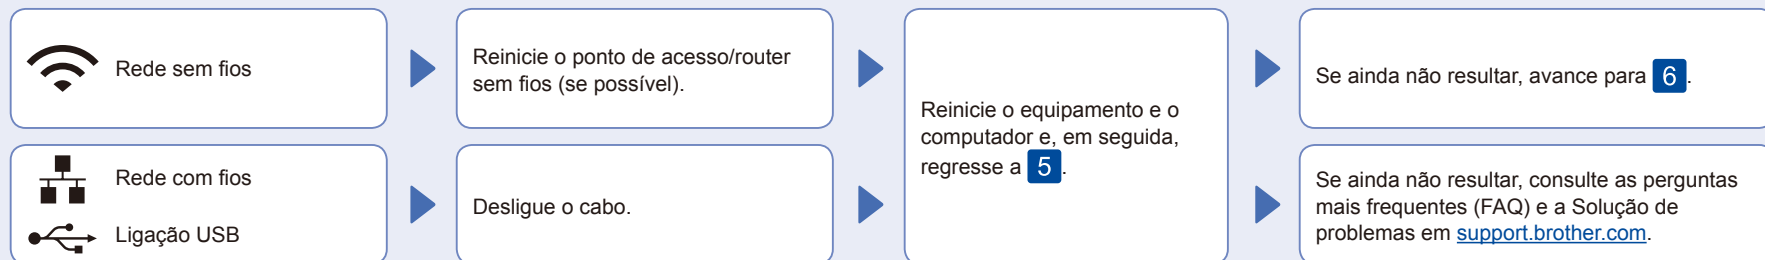 Rede sem fios
Reinicie o ponto de acesso/router
sem fios (se possível).
Rede com fios
Ligação USB
Desligue o cabo.
Reinicie o equipamento e o
computador e, em seguida,
regresse a 5.
Se ainda não resultar, avance para 6.
Se ainda não resultar, consulte as perguntas
mais frequentes (FAQ) e a Solução de
problemas em support.brother.com.